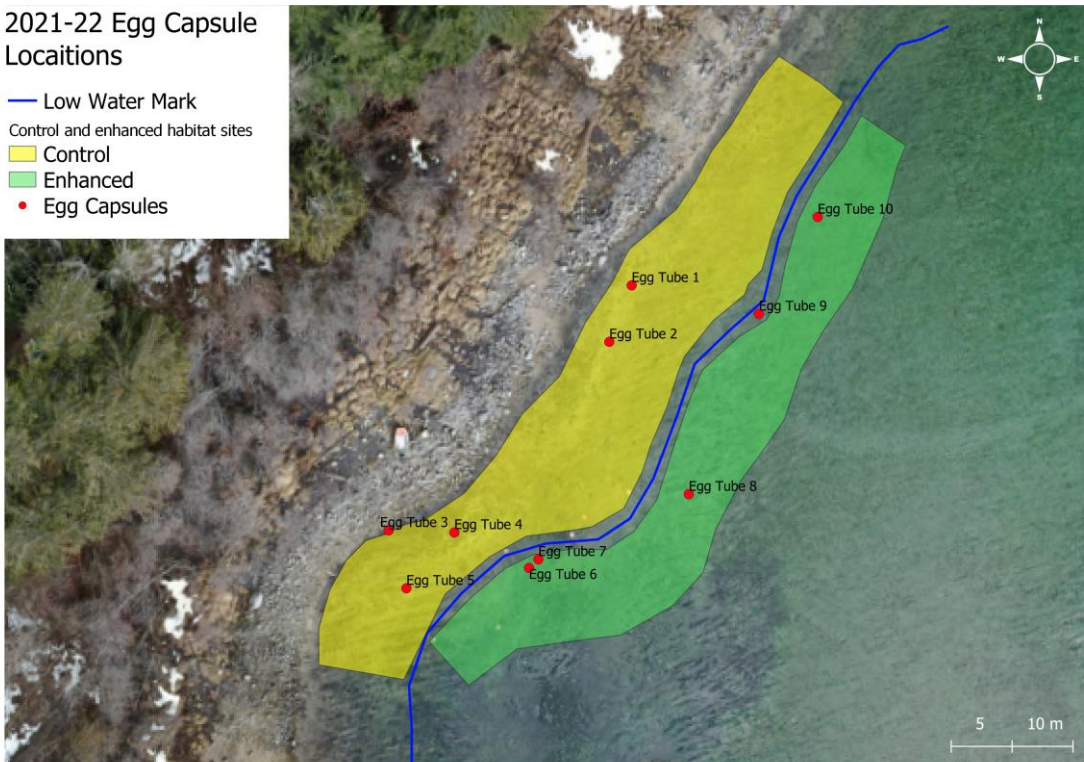 2021-22 Egg Capsule
Locaitions
Low Water Mark
Control and enhanced habitat sites
Control
Enhanced
Egg Capsules
N
W E
S
Egg Tube 10
Egg Tube 1
Egg Tube 9
Egg Tube 2
Egg Tube 8
Egg Tube 3
Egg Tube 4
Egg Tube 7
Egg Tube 6
Egg Tube 5
5 10 m